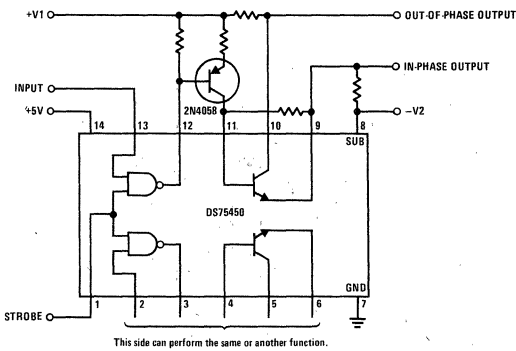 +V1
OUT-OF-PHASE OUTPUT
IN-PHASE OUTPUT
INPUT
2N4058
+5V
-V2
14 13 12 11 10 9 8
SUB
DS75450
GND
1 2 3 4 5 6 7
STROBE
This side can perform the same or another function.